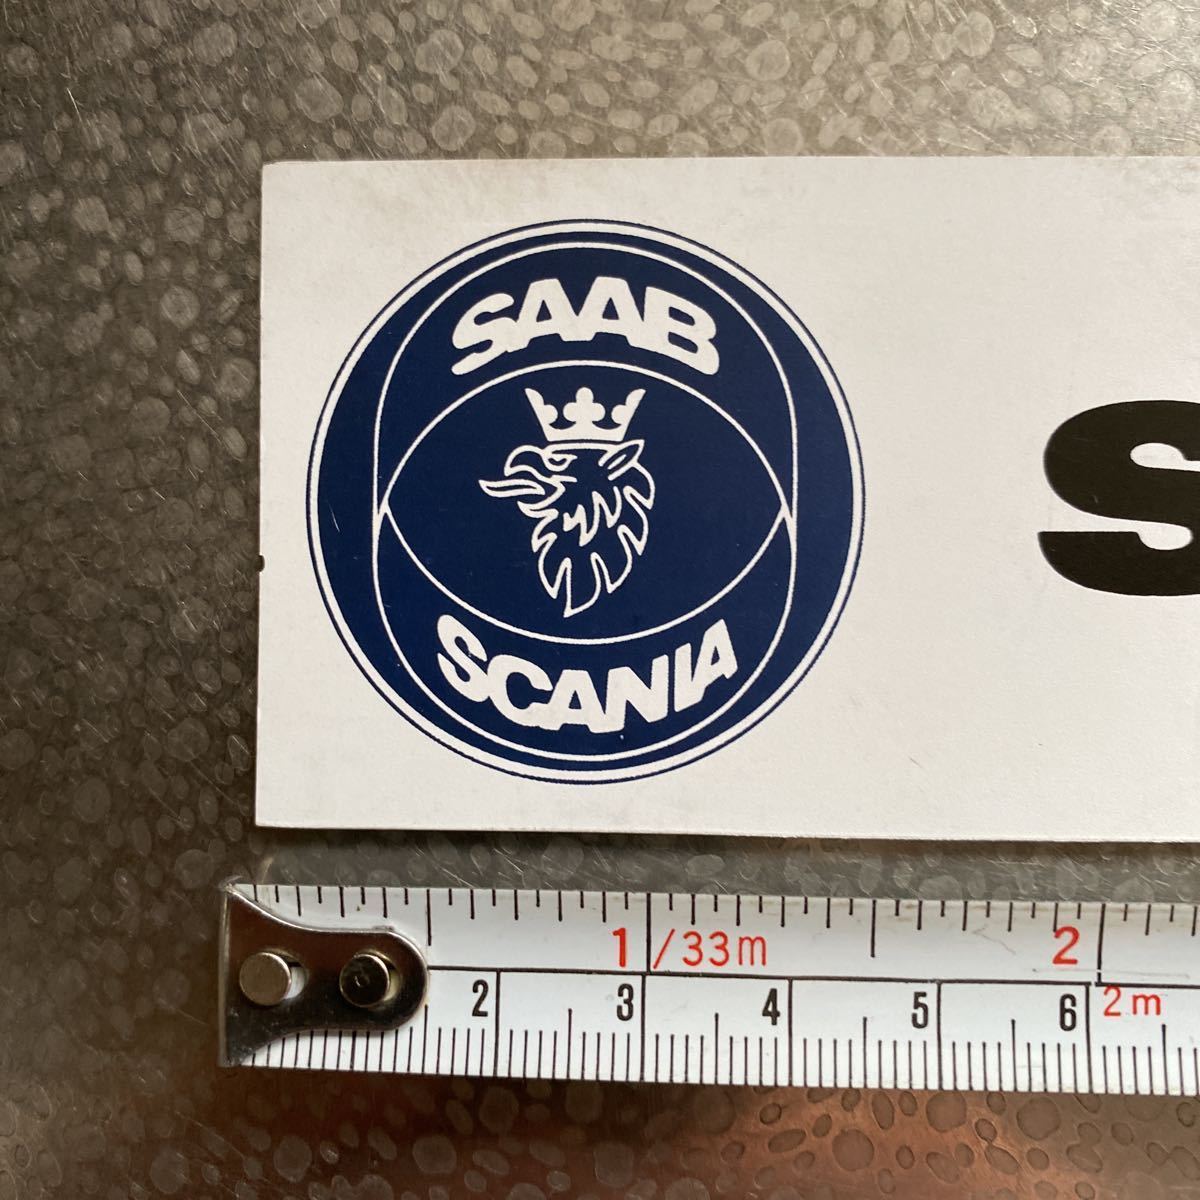 SAAB
SCANIA
S
1 /33m 2
2 3 4 5 6 2m